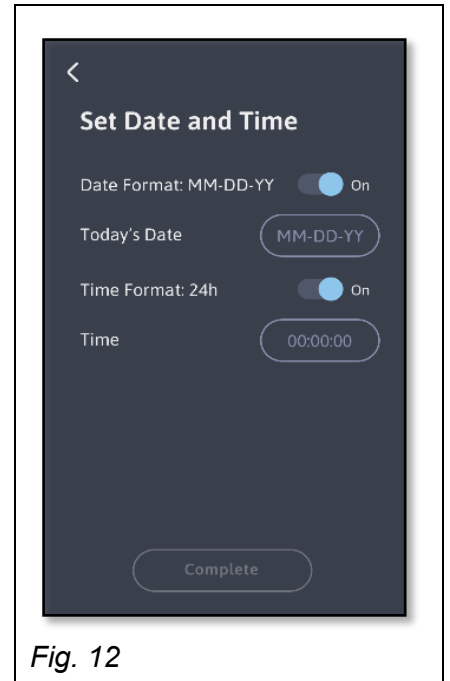 Set Date and Time
Date Format: MM-DD-YY On
Today's Date MM-DD-YY
Time Format: 24h On
Time 00:00:00
Complete
Fig. 12